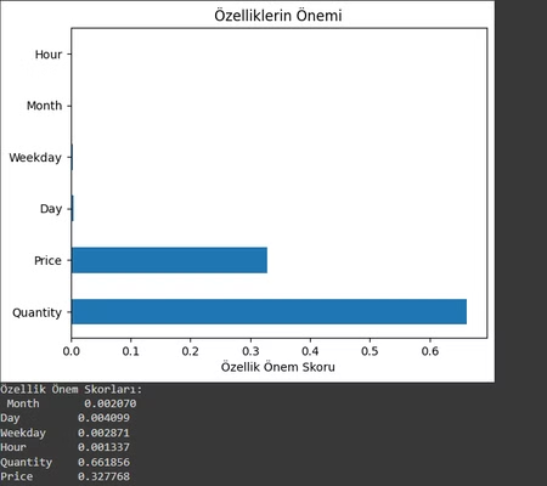 Özelliklerin Önemi
Hour
Month
Weekday
Day
Price
Quantity
0.0 0.1 0.2 0.3 0.4 0.5 0.6
Özellik Önem Skoru
Özellik Önem Skorları:
Month 0.002070
Day 0.004099
Weekday 0.002871
Hour 0.001337
Quantity 0.661856
Price 0.327768